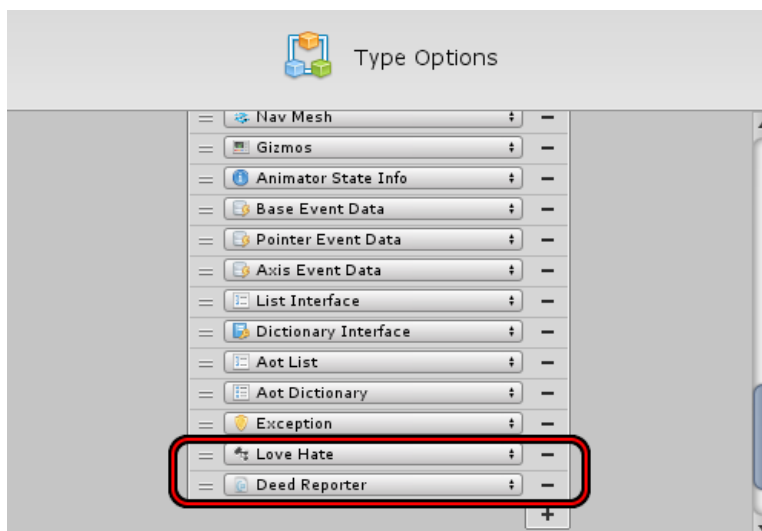 Type Options
Nav Mesh
Gizmos
Animator State Info
Base Event Data
Pointer Event Data
Axis Event Data
List Interface
Dictionary Interface
Aot List
Aot Dictionary
Exception
Love Hate
Deed Reporter